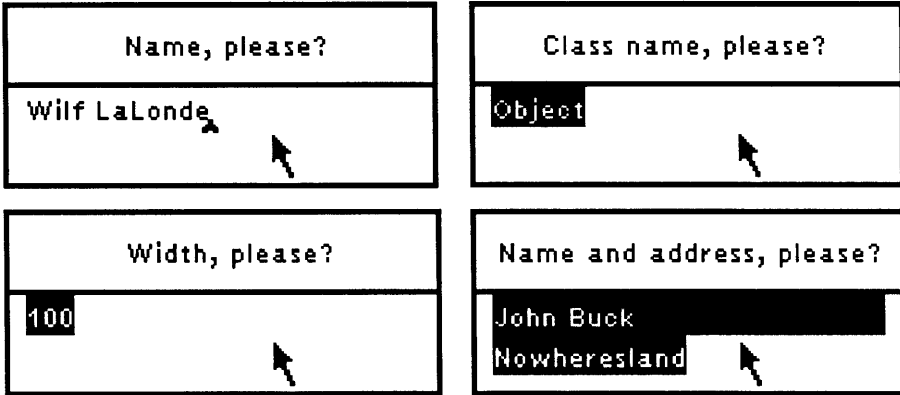 Name, please?
Wilf LaLonde
Class name, please?
Object
Width, please?
100
Name and address, please?
John Buck
Nowheresland